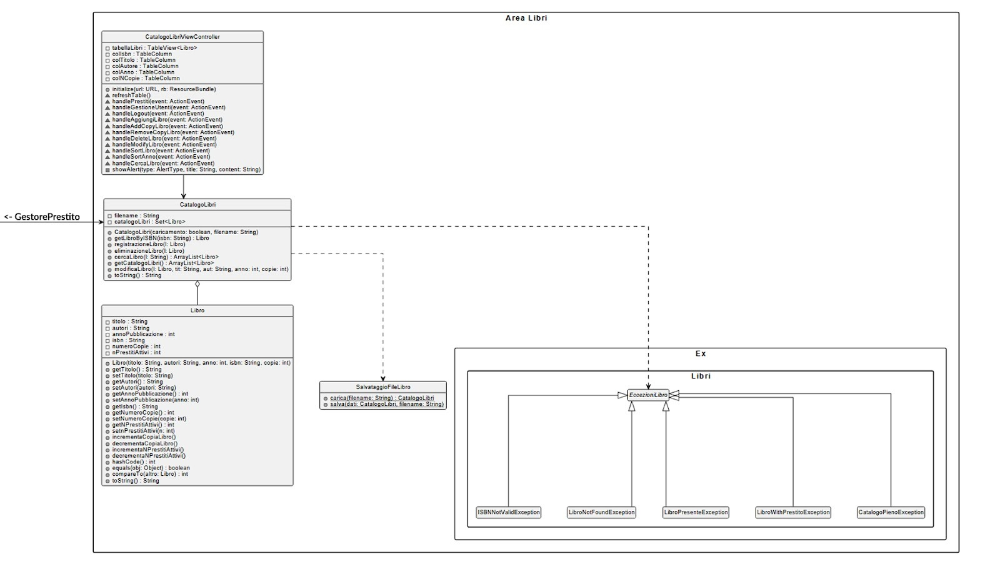 Area Libri
CatalogoLibriViewController
tabellaLibri : TableView<Libro>
colIsbn : TableColumn
colTitolo : TableColumn
colAutore : TableColumn
colAnno : TableColumn
colNCopie : TableColumn
initialize(url: URL, rb: ResourceBundle)
refreshTable()
handlePrestiti(event: ActionEvent)
handleGestioneUtenti(event: ActionEvent)
handleLogout(event: ActionEvent)
handleAggiungiLibro(event: ActionEvent)
handleAddCopyLibro(event: ActionEvent)
handleRemoveCopyLibro(event: ActionEvent)
handleDeleteLibro(event: ActionEvent)
handleModifyLibro(event: ActionEvent)
handleSortLibro(event: ActionEvent)
handleSortAnno(event: ActionEvent)
handleCercaLibro(event: ActionEvent)
showAlert(type: AlertType, title: String, content: String)
<- GestorePrestito
CatalogoLibri
filename : String
catalogoLibri : Set<Libro>
CatalogoLibri(caricamento: boolean, filename: String)
getLibroByISBN(isbn: String) : Libro
registrazioneLibro(l: Libro)
eliminazioneLibro(l: Libro)
cercaLibro(l: String) : ArrayList<Libro>
getCatalogoLibri() : ArrayList<Libro>
modificaLibro(l: Libro, tit: String, aut: String, anno: int, copie: int)
toString() : String
Libro
titolo : String
autori : String
annoPubblicazione : int
isbn : String
numeroCopie : int
nPrestitiAttivi : int
Libro(titolo: String, autori: String, anno: int, isbn: String, copie: int)
getTitolo() : String
setTitolo(titolo: String)
getAutori() : String
setAutori(autori: String)
getAnnoPubblicazione() : int
setAnnoPubblicazione(anno: int)
getIsbn() : String
getNumeroCopie() : int
setNumeroCopie(copie: int)
getNPrestitiAttivi() : int
setnPrestitiAttivi(n: int)
incrementaCopiaLibro()
decrementaCopiaLibro()
incrementaNPrestitiAttivi()
decrementaNPrestitiAttivi()
hashCode() : int
equals(obj: Object) : boolean
compareTo(altro: Libro) : int
toString() : String
SalvataggioFileLibro
carica(filename: String) : CatalogoLibri
salva(dati: CatalogoLibri, filename: String)
Ex
Libri
EccezioniLibro
ISBNNotValidException
LibroNotFoundException
LibroPresenteException
LibroWithPrestitoException
CatalogoPienoException